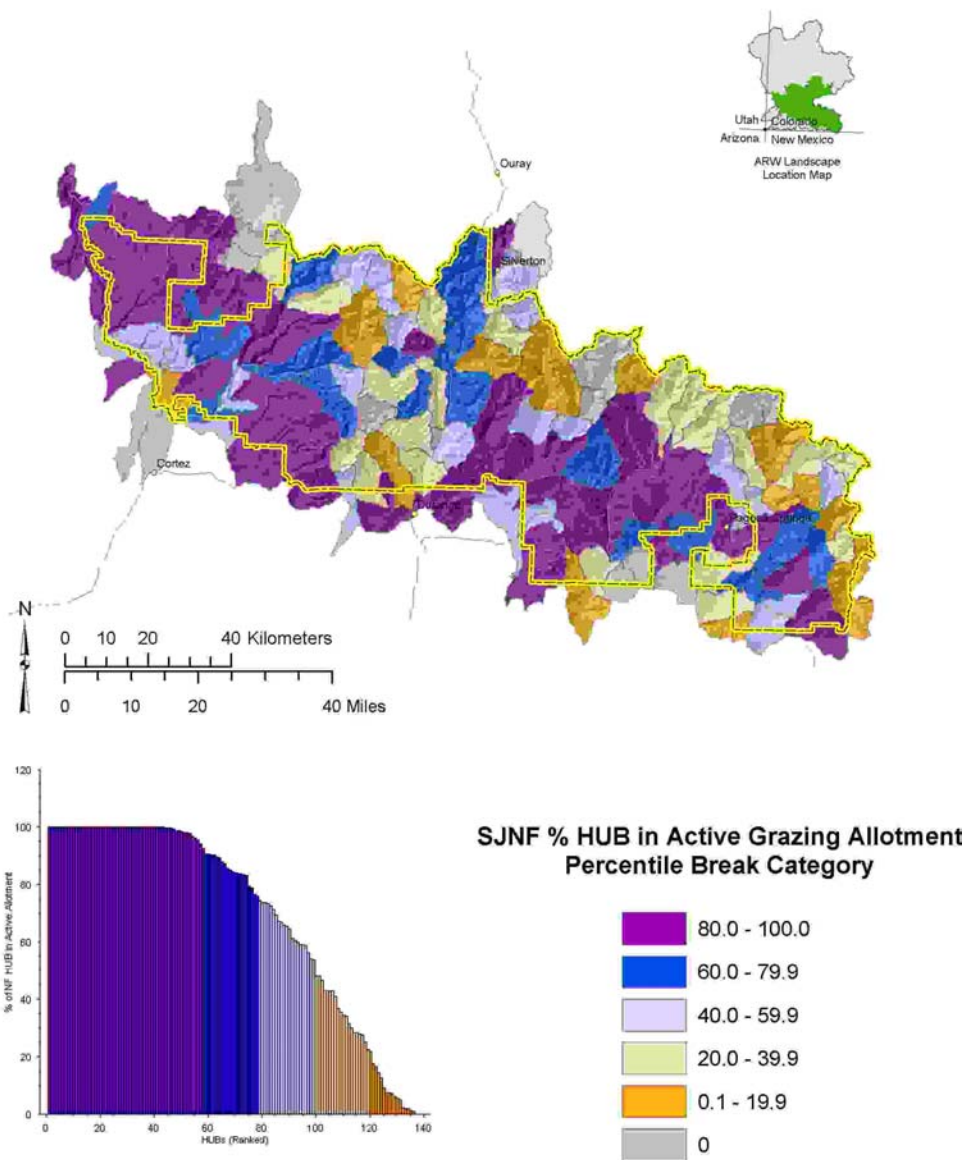 Utah Colorado
Arizona New Mexico
ARW Landscape
Location Map
Ouray
Silverton
Cortez
Durango
Pagosa Springs
N
0 10 20 40 Kilometers
0 10 20 40 Miles
120
100
80
60
40
20
0
% of NF HUB in Active Allotment
0 20 40 60 80 100 120 140
HUBs (Ranked)
SJNF % HUB in Active Grazing Allotment
Percentile Break Category
80.0 - 100.0
60.0 - 79.9
40.0 - 59.9
20.0 - 39.9
0.1 - 19.9
0